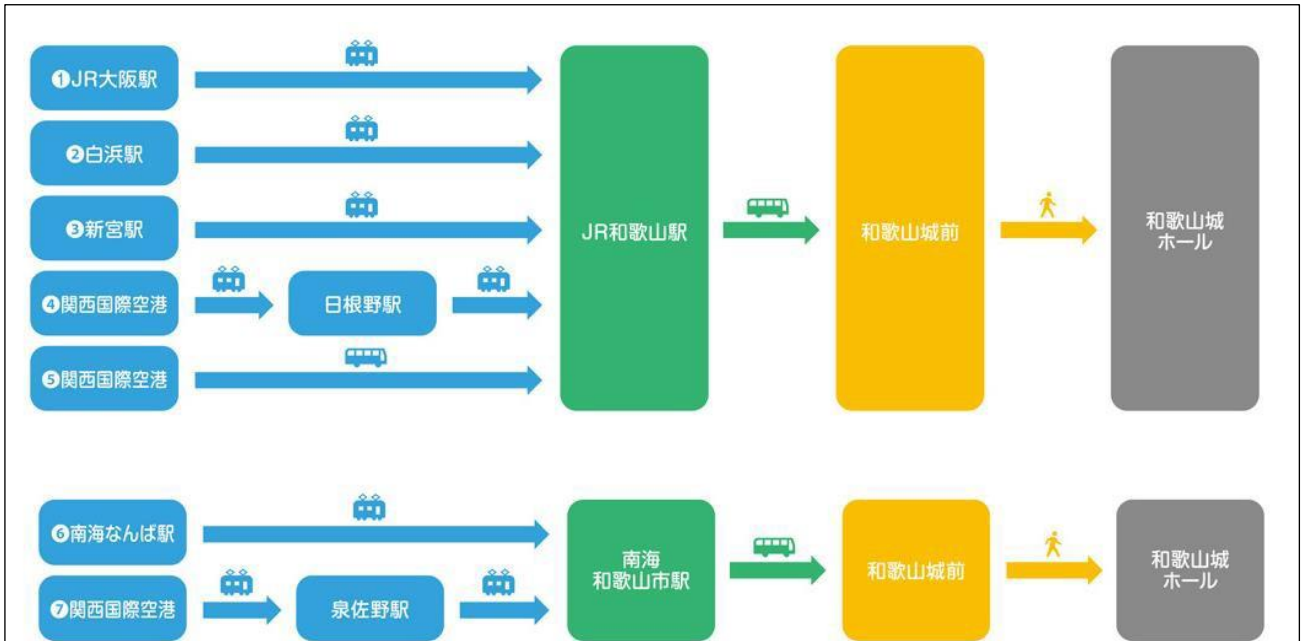 ❶JR大阪駅
❷白浜駅
❸新宮駅
❹関西国際空港
日根野駅
❺関西国際空港
JR和歌山駅
和歌山城前
和歌山城
ホール
❻南海なんば駅
❼関西国際空港
泉佐野駅
南海
和歌山市駅
和歌山城前
和歌山城
ホール